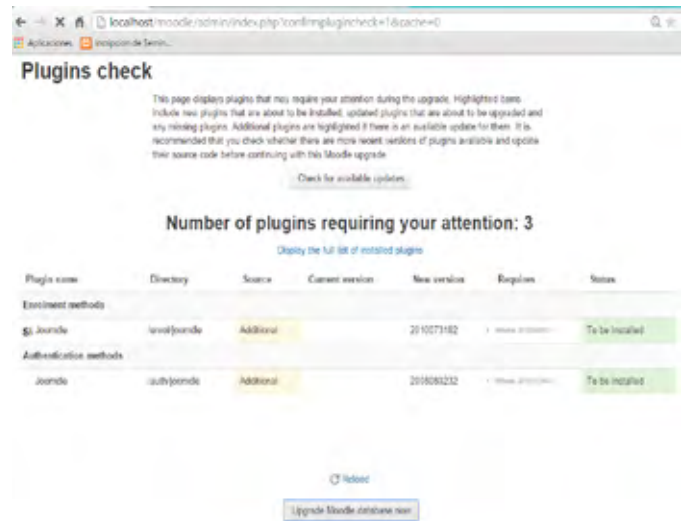 localhost/moodle/admin/index.php?confirmplugincheck=1&cache=0
Aplicaciones
Plugins check
This page displays plugins that may require your attention during the upgrade. Highlighted items
include new plugins that are about to be installed, updated plugins that are about to be upgraded and
any missing plugins. Additional plugins are highlighted if there is an available update for them. It is
recommended that you check whether there are more recent versions of plugins available and update
their source code before continuing with this Moodle upgrade.
Check for available updates
Number of plugins requiring your attention: 3
Display the full list of installed plugins
Plugin name Directory Source Current version New version Requires Status
Enrolment methods
Joomdle /enrol/joomdle Additional To be installed
Authentication methods
Joomdle /auth/joomdle Additional To be installed
Reload
Upgrade Moodle database now